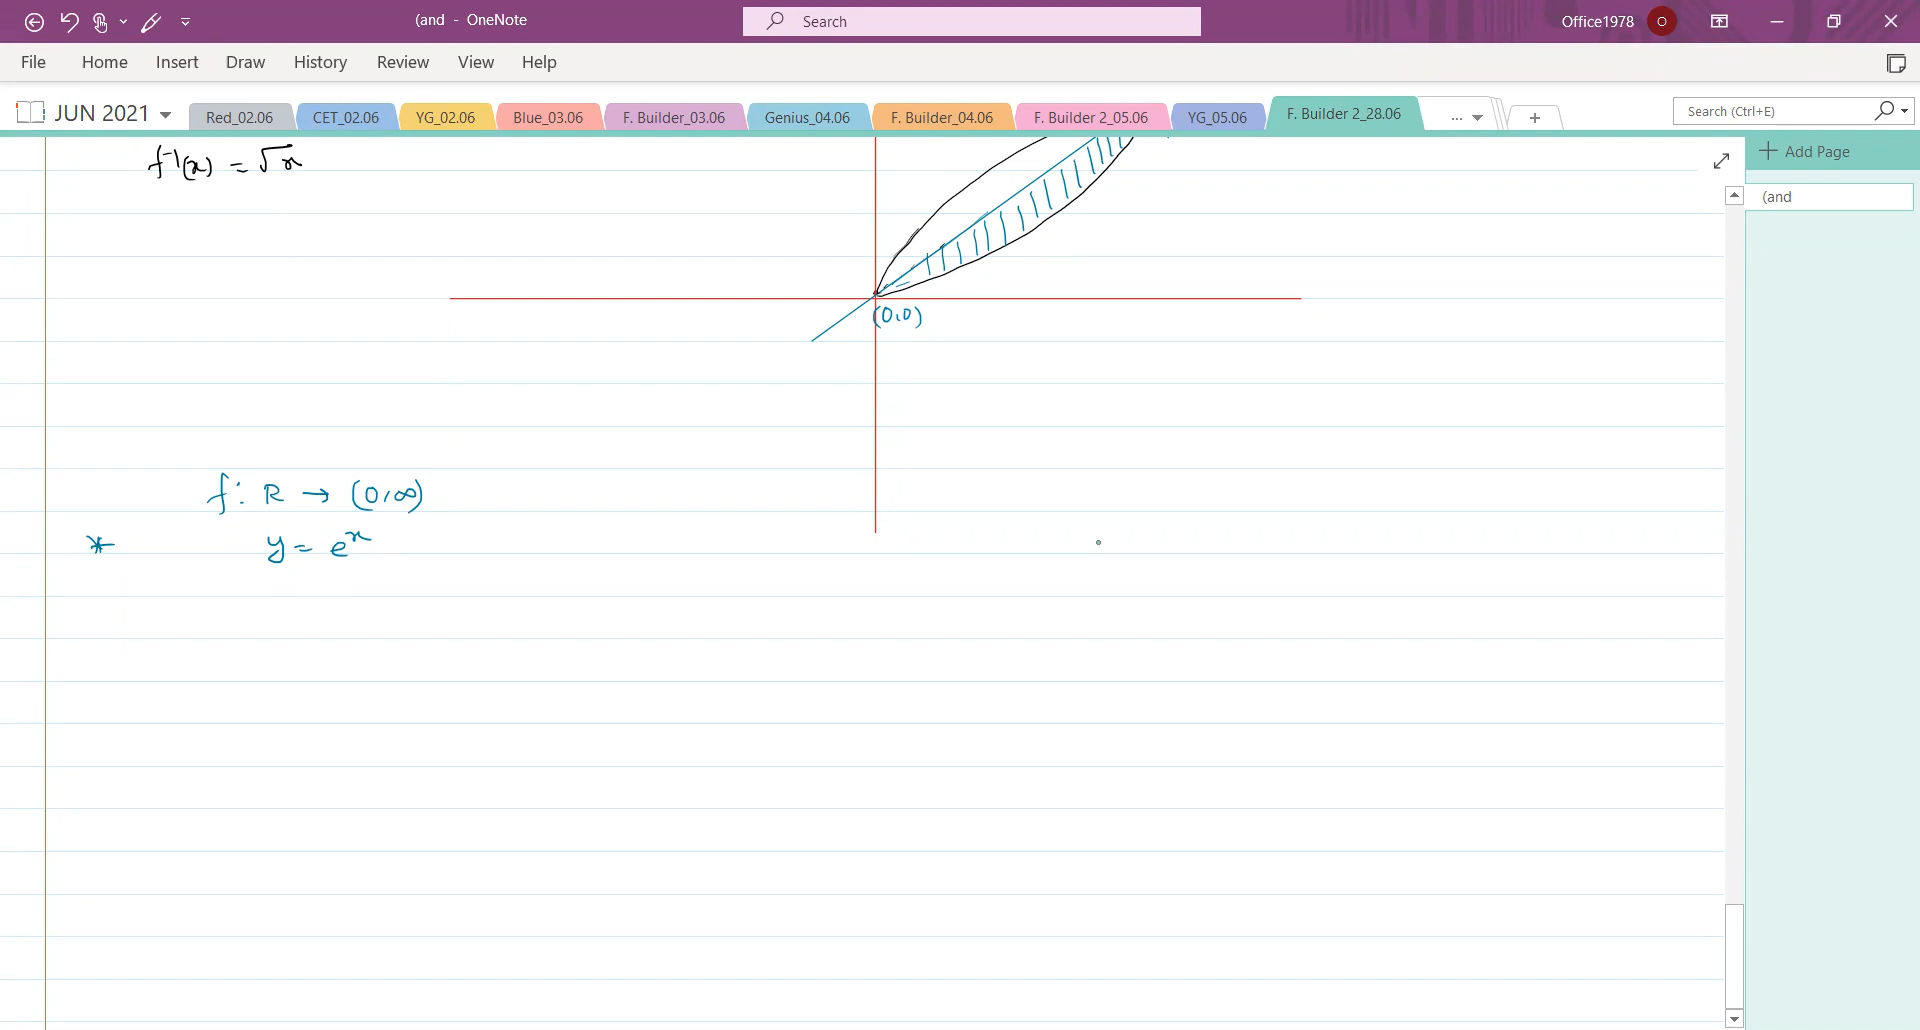 (and - OneNote
Search
Office1978
O
File Home Insert Draw History Review View Help
JUN 2021
Red_02.06 CET_02.06 YG_02.06 Blue_03.06 F. Builder_03.06 Genius_04.06 F. Builder_04.06 F. Builder 2_05.06 YG_05.06 F. Builder 2_28.06 ... +
Search (Ctrl+E)
Add Page
(and
f⁻¹(x) = √x
(0,0)
f: R → (0,∞)
* y = eˣ